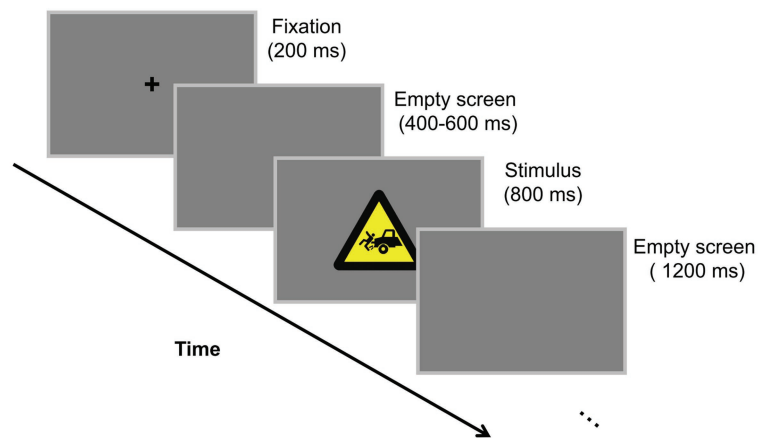 Fixation
(200 ms)
Empty screen
(400-600 ms)
Stimulus
(800 ms)
Empty screen
( 1200 ms)
Time
...